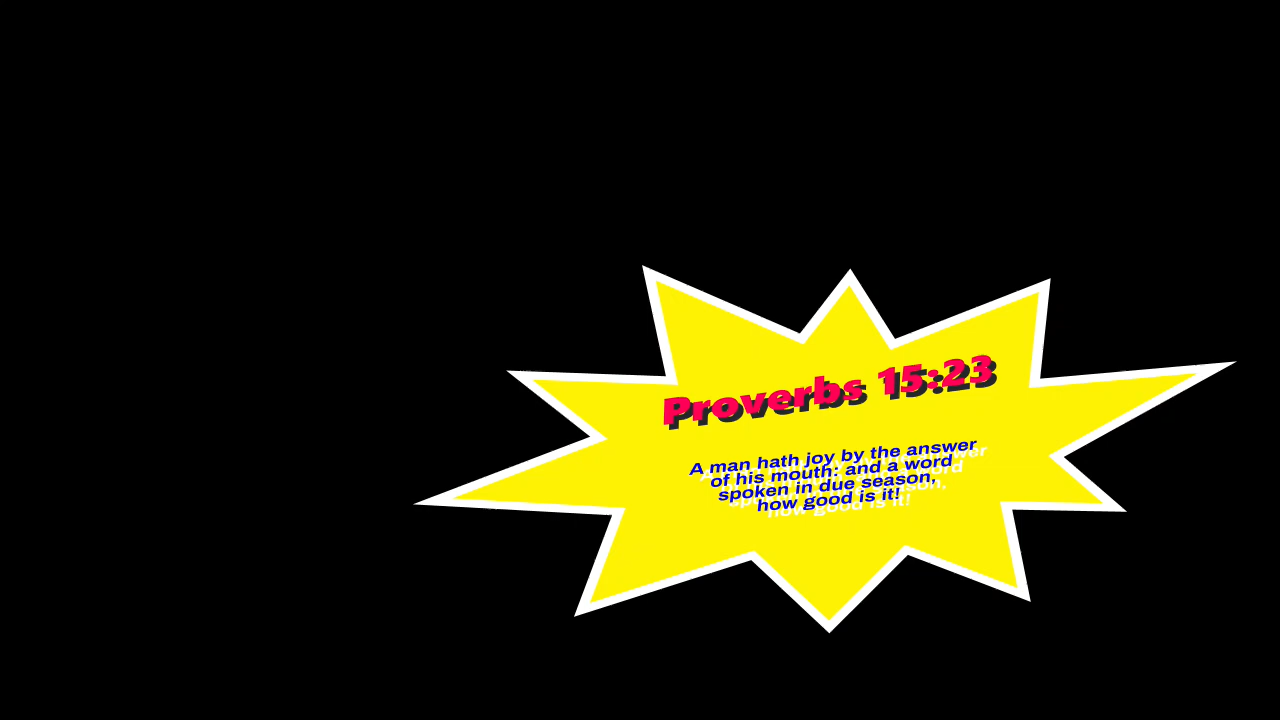 Proverbs 15:23
A man hath joy by the answer
of his mouth: and a word
spoken in due season,
how good is it!